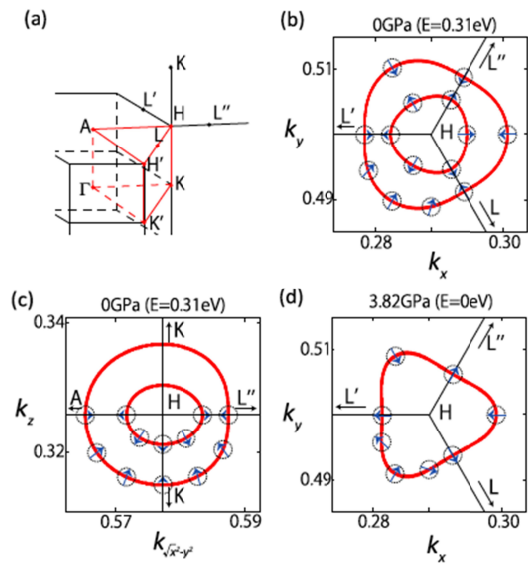 (a)
K
L′
H
L″
A
L
H′
Γ
K
K′
(b)
0GPa (E=0.31eV)
0.51
L″
L′
k_y
H
0.49
L
0.28
0.30
k_x
(c)
0GPa (E=0.31eV)
0.34
K
A
L″
k_z
H
0.32
K
0.57
0.59
k_√x²-y²
(d)
3.82GPa (E=0eV)
0.51
L″
L′
k_y
H
0.49
L
0.28
0.30
k_x